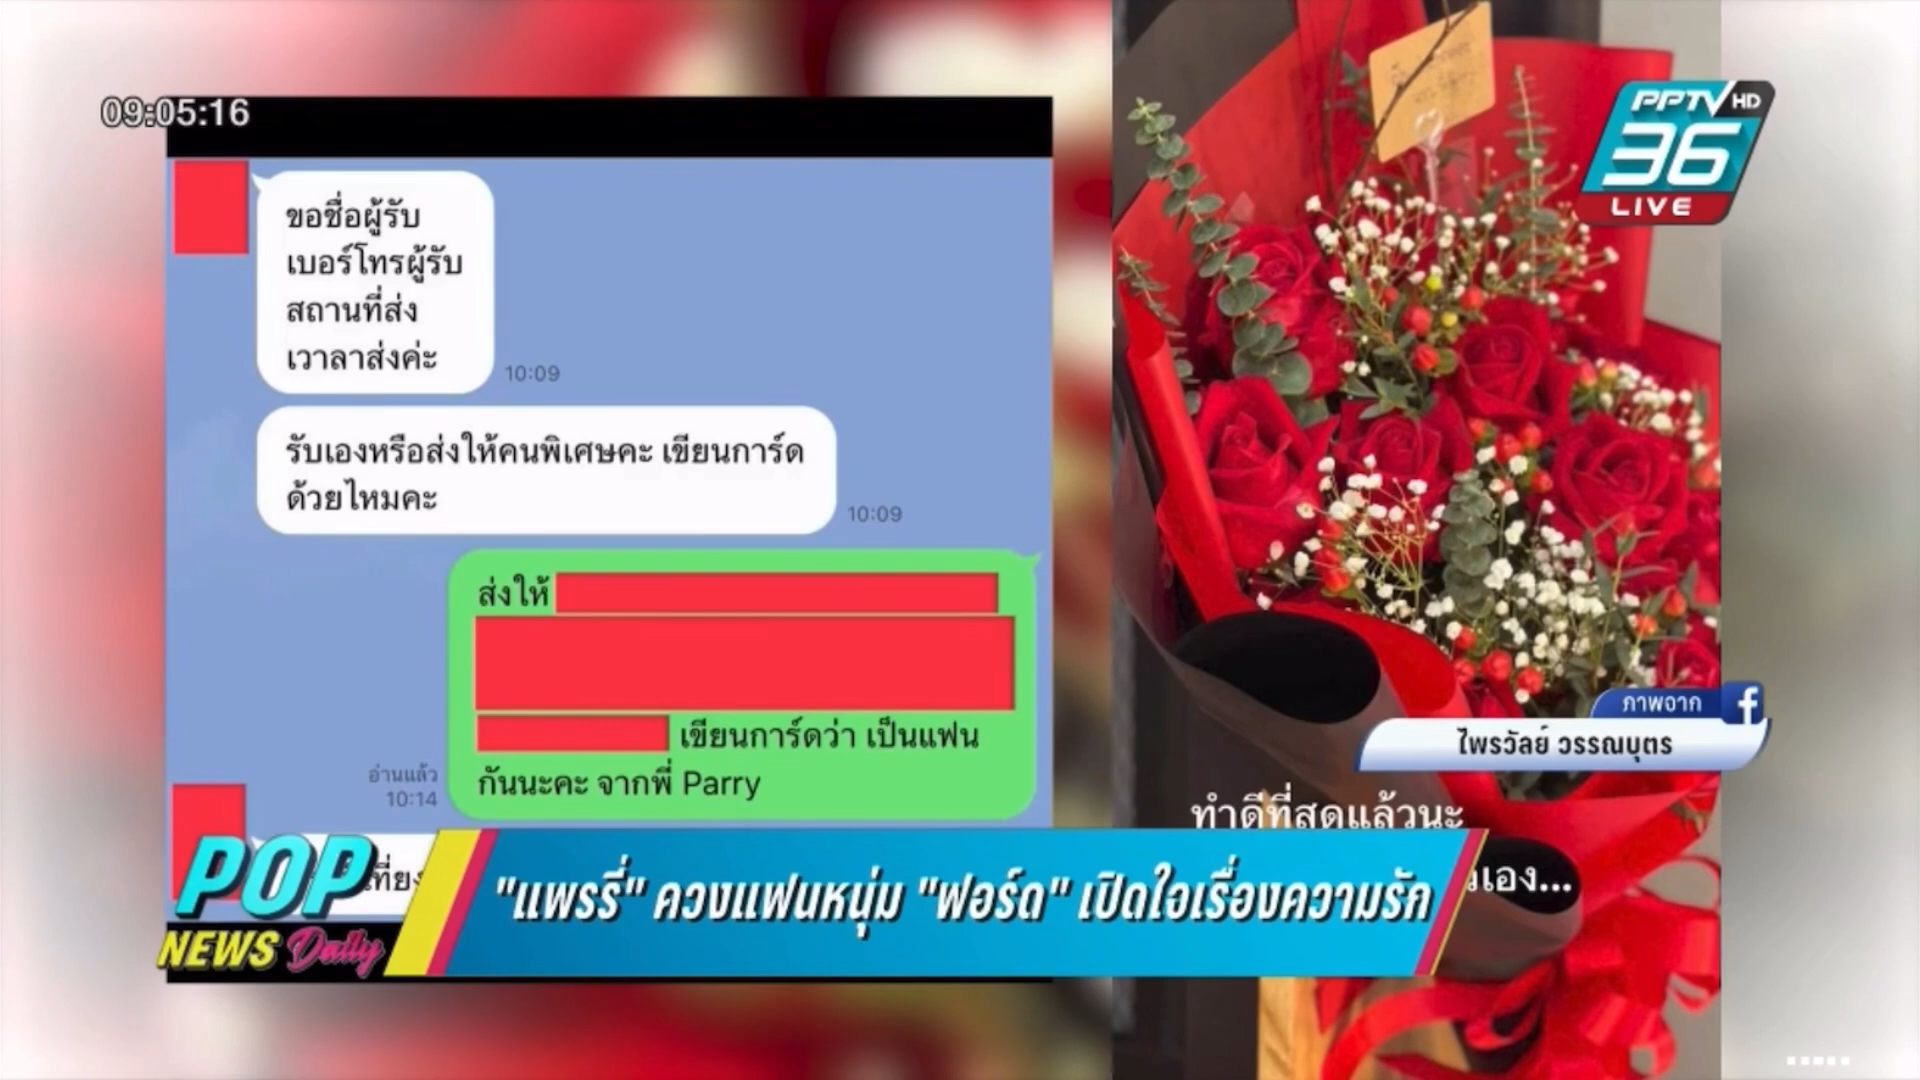 09:05:16
PPTV HD
36
LIVE
ขอชื่อผู้รับ
เบอร์โทรผู้รับ
สถานที่ส่ง
เวาลาส่งค่ะ
10:09
รับเองหรือส่งให้คนพิเศษคะ เขียนการ์ด
ด้วยไหมคะ
10:09
ส่งให้
เขียนการ์ดว่า เป็นแฟน
กันนะคะ จากพี่ Parry
อ่านแล้ว
10:14
ภาพจาก f
ไพรวัลย์ วรรณบุตร
ทำดีที่สุดแล้วนะ
เอง...
เที่ยง
POP
NEWS Daily
"แพรรี่" ควงแฟนหนุ่ม "ฟอร์ด" เปิดใจเรื่องความรัก